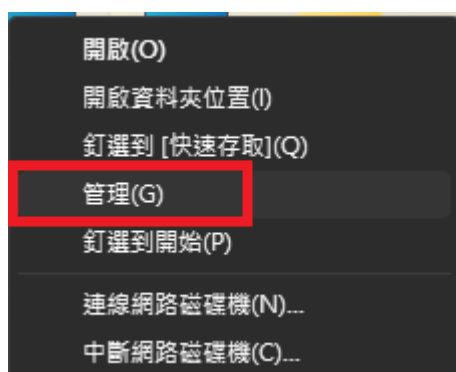 開啟(O)
開啟資料夾位置(I)
釘選到 [快速存取](Q)
管理(G)
釘選到開始(P)
連線網路磁碟機(N)...
中斷網路磁碟機(C)...